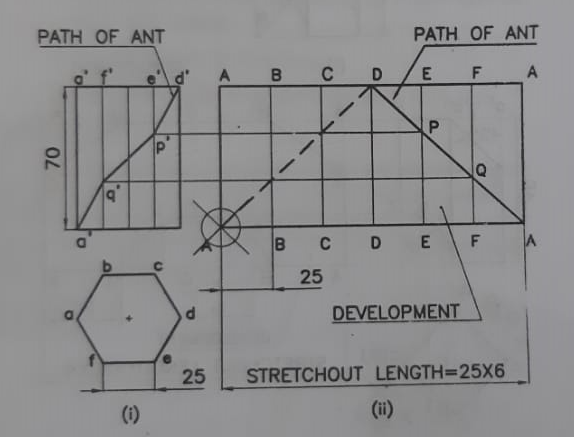 PATH OF ANT
PATH OF ANT
a' f' e' d'
A B C D E F A
70
p'
P
q'
Q
a'
A B C D E F A
b c
25
a d
DEVELOPMENT
f e
25
STRETCHOUT LENGTH=25X6
(i)
(ii)